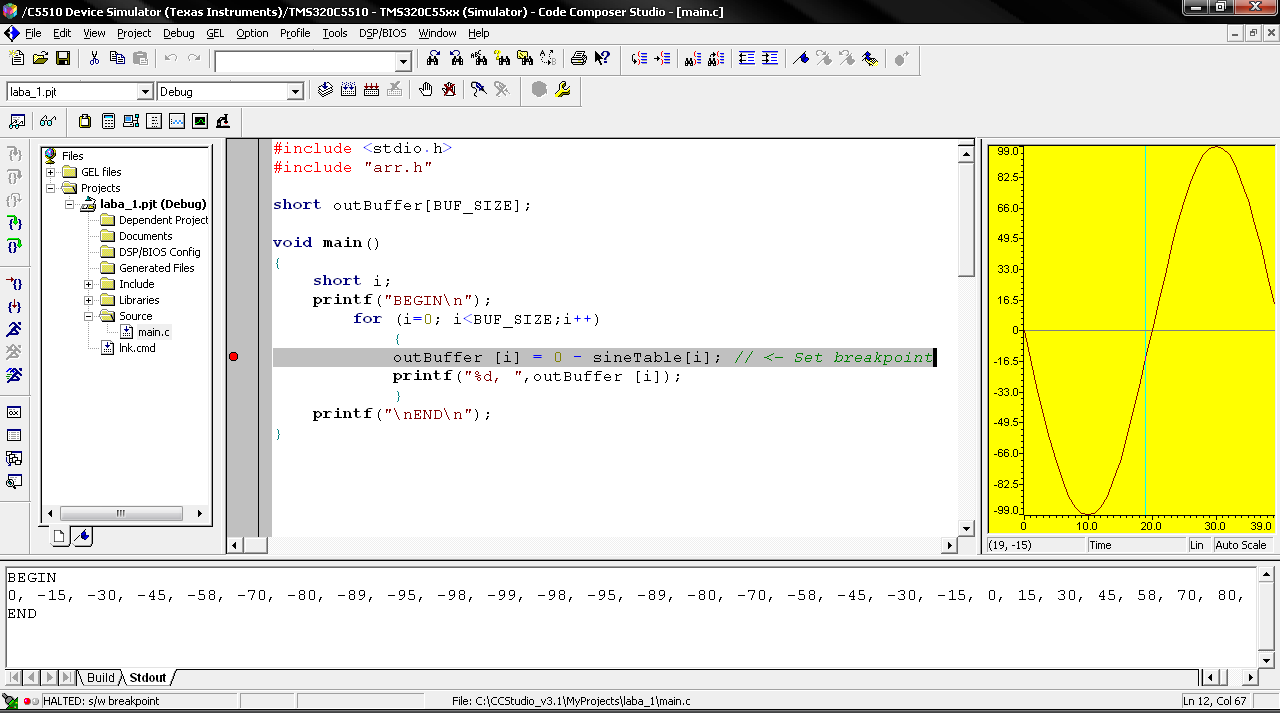 /C5510 Device Simulator (Texas Instruments)/TMS320C5510 - TMS320C55xx (Simulator) - Code Composer Studio - [main.c]
File Edit View Project Debug GEL Option Profile Tools DSP/BIOS Window Help
laba_1.pjt Debug
Files
GEL files
Projects
laba_1.pjt (Debug)
Dependent Project
Documents
DSP/BIOS Config
Generated Files
Include
Libraries
Source
main.c
lnk.cmd
#include <stdio.h>
#include "arr.h"
short outBuffer[BUF_SIZE];
void main()
{
short i;
printf("BEGIN\n");
for (i=0; i<BUF_SIZE;i++)
{
outBuffer [i] = 0 - sineTable[i]; // <- Set breakpoint
printf("%d, ",outBuffer [i]);
}
printf("\nEND\n");
}
99.0
82.5
66.0
49.5
33.0
16.5
0
-16.5
-33.0
-49.5
-66.0
-82.5
-99.0
0 10.0 20.0 30.0 39.0
(19, -15) Time Lin Auto Scale
BEGIN
0, -15, -30, -45, -58, -70, -80, -89, -95, -98, -99, -98, -95, -89, -80, -70, -58, -45, -30, -15, 0, 15, 30, 45, 58, 70, 80,
END
Build Stdout
HALTED: s/w breakpoint File: C:\CCStudio_v3.1\MyProjects\laba_1\main.c Ln 12, Col 67